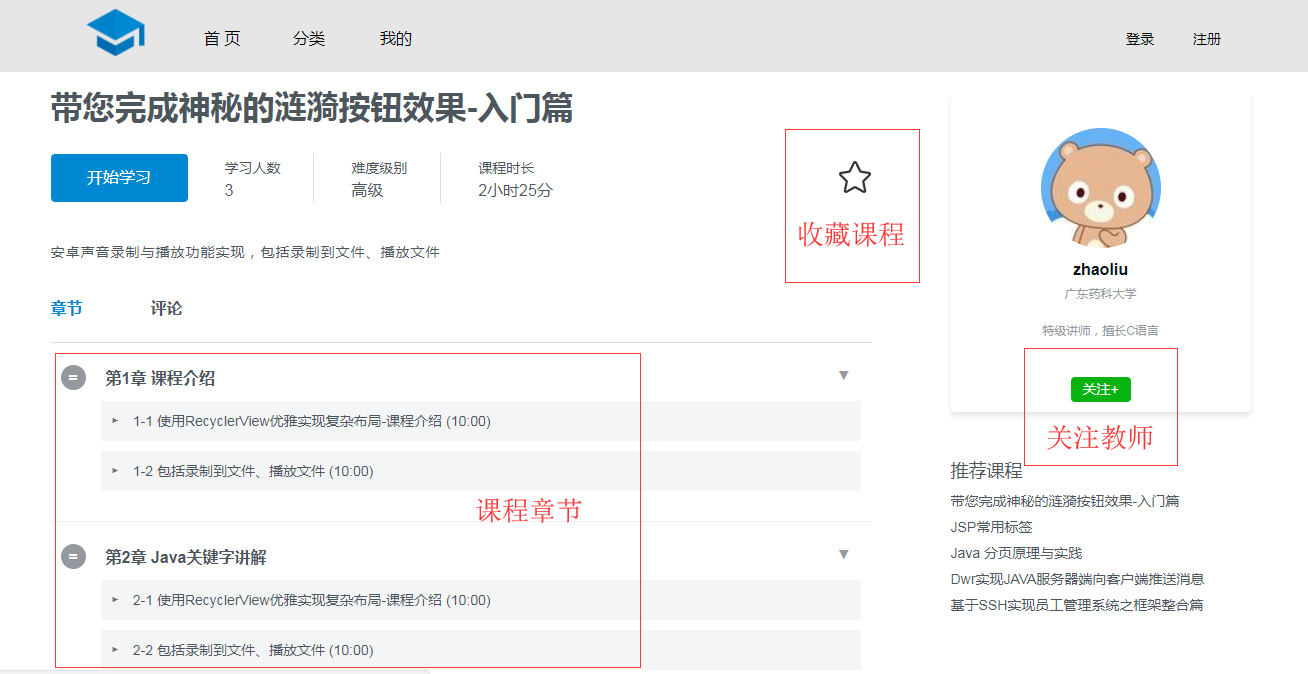 首 页 分类 我的 登录 注册
带您完成神秘的涟漪按钮效果-入门篇
开始学习
学习人数
3
难度级别
高级
课程时长
2小时25分
收藏课程
安卓声音录制与播放功能实现，包括录制到文件、播放文件
章节 评论
第1章 课程介绍
1-1 使用RecyclerView优雅实现复杂布局-课程介绍 (10:00)
1-2 包括录制到文件、播放文件 (10:00)
课程章节
第2章 Java关键字讲解
2-1 使用RecyclerView优雅实现复杂布局-课程介绍 (10:00)
2-2 包括录制到文件、播放文件 (10:00)
zhaoliu
广东药科大学
特级讲师，擅长C语言
关注+
关注教师
推荐课程
带您完成神秘的涟漪按钮效果-入门篇
JSP常用标签
Java 分页原理与实践
Dwr实现JAVA服务器端向客户端推送消息
基于SSH实现员工管理系统之框架整合篇